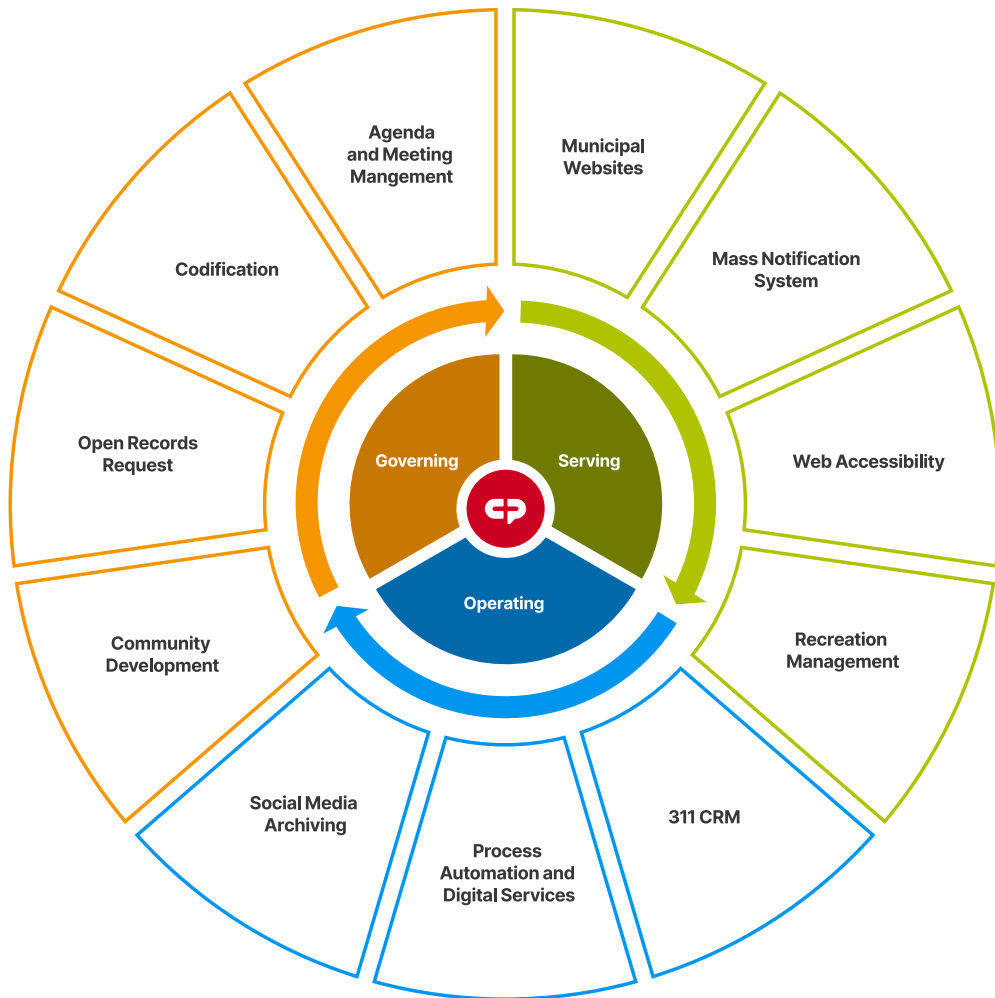 Agenda
and Meeting
Mangement
Municipal
Websites
Codification
Mass Notification
System
Open Records
Request
Governing
Serving
Web Accessibility
Operating
Community
Development
Recreation
Management
Social Media
Archiving
311 CRM
Process
Automation and
Digital Services